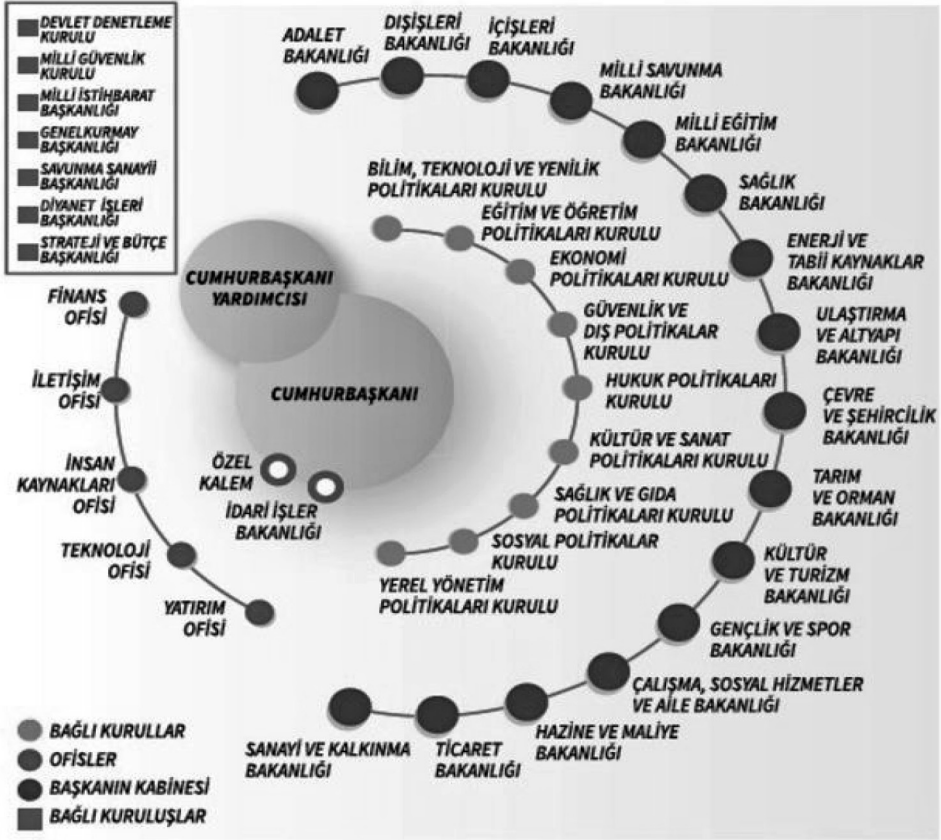 DEVLET DENETLEME
KURULU
MİLLİ GÜVENLİK
KURULU
MİLLİ İSTİHBARAT
BAŞKANLIĞI
GENELKURMAY
BAŞKANLIĞI
SAVUNMA SANAYİİ
BAŞKANLIĞI
DİYANET İŞLERİ
BAŞKANLIĞI
STRATEJİ VE BÜTÇE
BAŞKANLIĞI
ADALET
BAKANLIĞI
DIŞİŞLERİ
BAKANLIĞI
İÇİŞLERİ
BAKANLIĞI
MİLLİ SAVUNMA
BAKANLIĞI
MİLLİ EĞİTİM
BAKANLIĞI
SAĞLIK
BAKANLIĞI
ENERJİ VE
TABİİ KAYNAKLAR
BAKANLIĞI
ULAŞTIRMA
VE ALTYAPI
BAKANLIĞI
ÇEVRE
VE ŞEHİRCİLİK
BAKANLIĞI
TARIM
VE ORMAN
BAKANLIĞI
KÜLTÜR
VE TURİZM
BAKANLIĞI
GENÇLİK VE SPOR
BAKANLIĞI
ÇALIŞMA, SOSYAL HİZMETLER
VE AİLE BAKANLIĞI
HAZİNE VE MALİYE
BAKANLIĞI
TİCARET
BAKANLIĞI
SANAYİ VE KALKINMA
BAKANLIĞI
BİLİM, TEKNOLOJİ VE YENİLİK
POLİTİKALARI KURULU
EĞİTİM VE ÖĞRETİM
POLİTİKALARI KURULU
EKONOMİ
POLİTİKALARI KURULU
GÜVENLİK VE
DIŞ POLİTİKALAR
KURULU
HUKUK POLİTİKALARI
KURULU
KÜLTÜR VE SANAT
POLİTİKALARI KURULU
SAĞLIK VE GIDA
POLİTİKALARI KURULU
SOSYAL POLİTİKALAR
KURULU
YEREL YÖNETİM
POLİTİKALARI KURULU
CUMHURBAŞKANI
YARDIMCISI
CUMHURBAŞKANI
ÖZEL
KALEM
İDARİ İŞLER
BAKANLIĞI
FİNANS
OFİSİ
İLETİŞİM
OFİSİ
İNSAN
KAYNAKLARI
OFİSİ
TEKNOLOJİ
OFİSİ
YATIRIM
OFİSİ
BAĞLI KURULLAR
OFİSLER
BAŞKANIN KABİNESİ
BAĞLI KURULUŞLAR